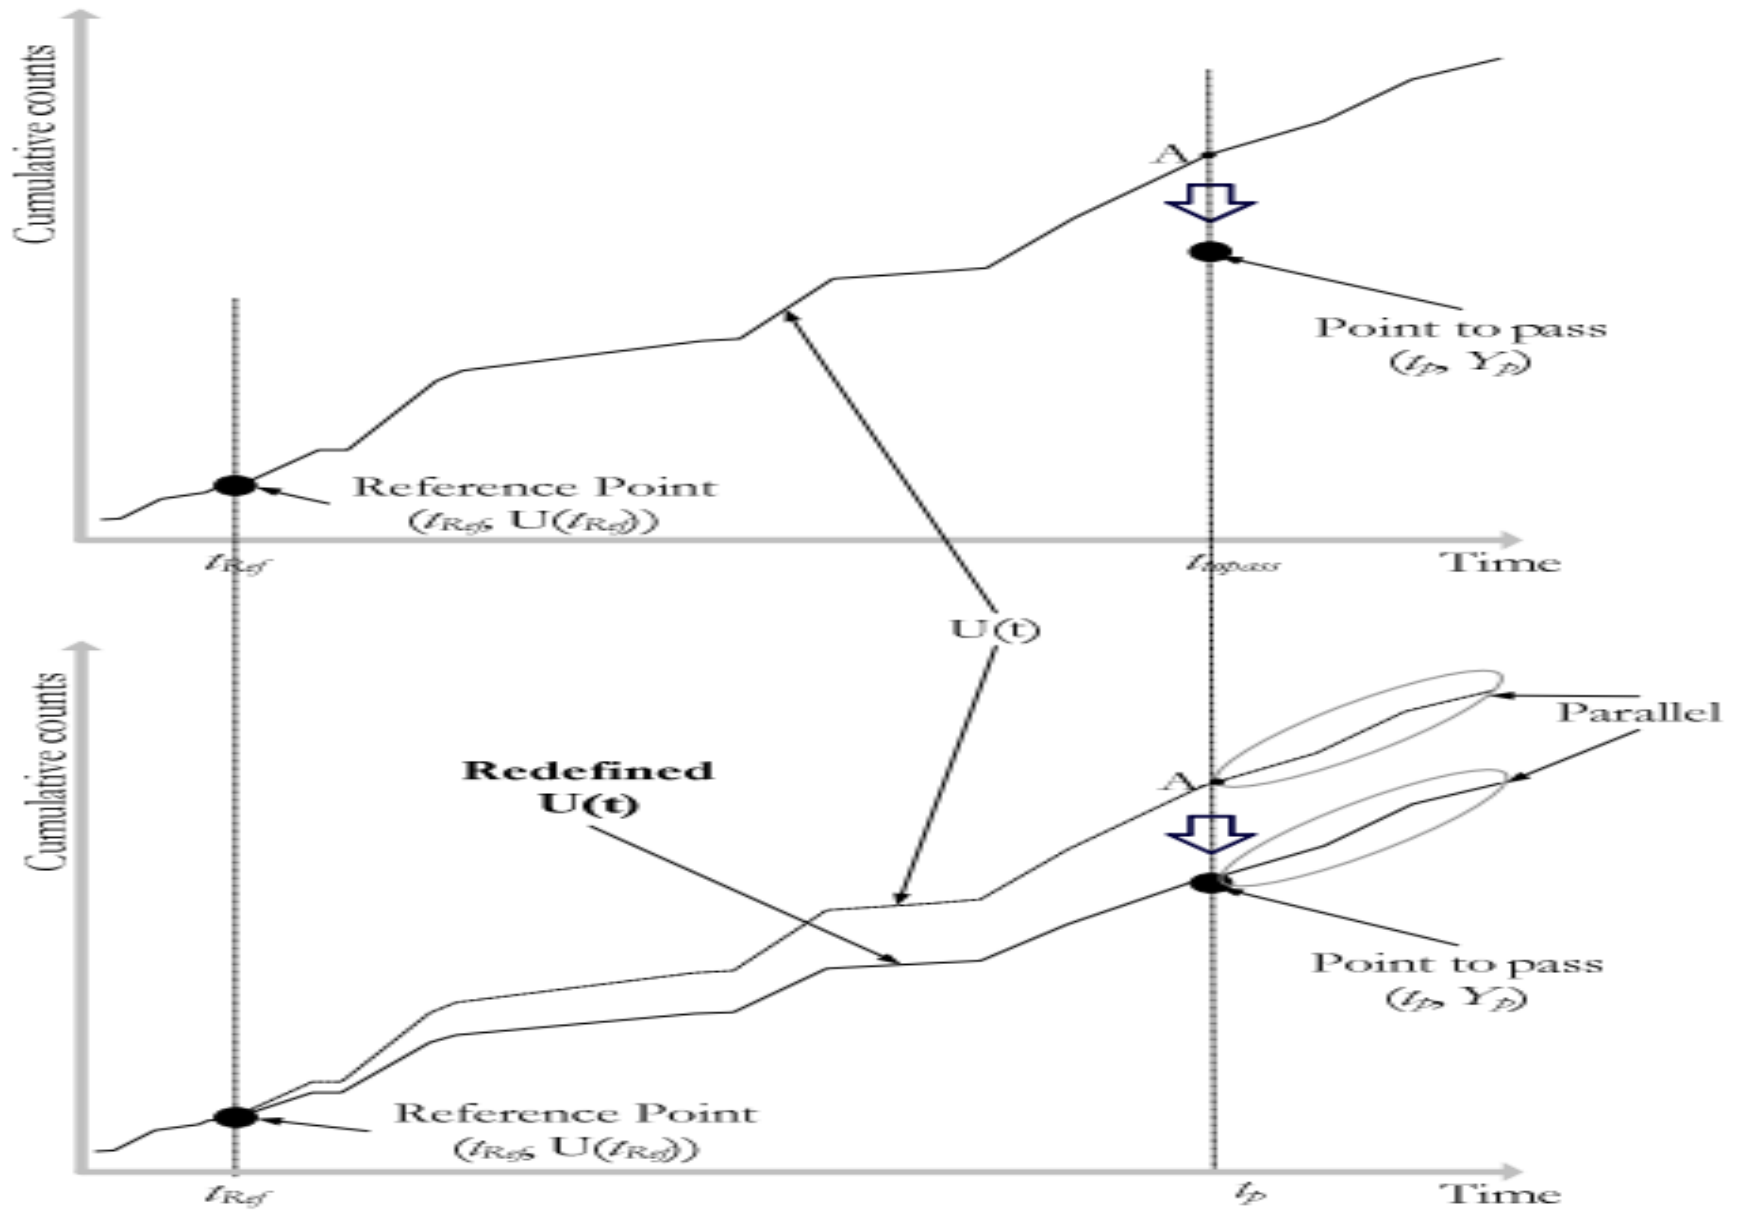 Cumulative counts
A
Point to pass
(tp, Yp)
Reference Point
(tRef, U(tRef))
tRef
ttopass
Time
U(t)
Cumulative counts
Parallel
Redefined
U(t)
A
Point to pass
(tp, Yp)
Reference Point
(tRef, U(tRef))
tRef
tp
Time